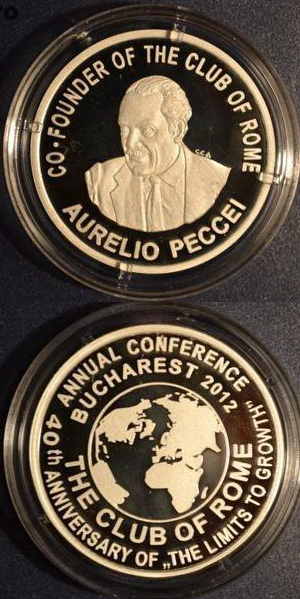 ro
CO-FOUNDER OF THE CLUB OF ROME
AURELIO PECCEI
ANNUAL CONFERENCE
BUCHAREST 2012
THE CLUB OF ROME
40th ANNIVERSARY OF „THE LIMITS TO GROWTH"